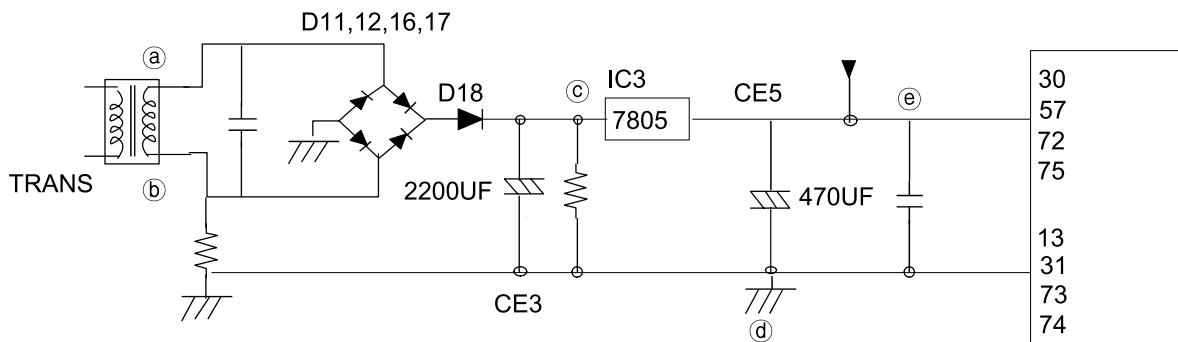 D11,12,16,17
ⓐ
TRANS
ⓑ
D18
ⓒ
IC3
7805
CE5
ⓔ
2200UF
470UF
CE3
ⓓ
30
57
72
75
13
31
73
74